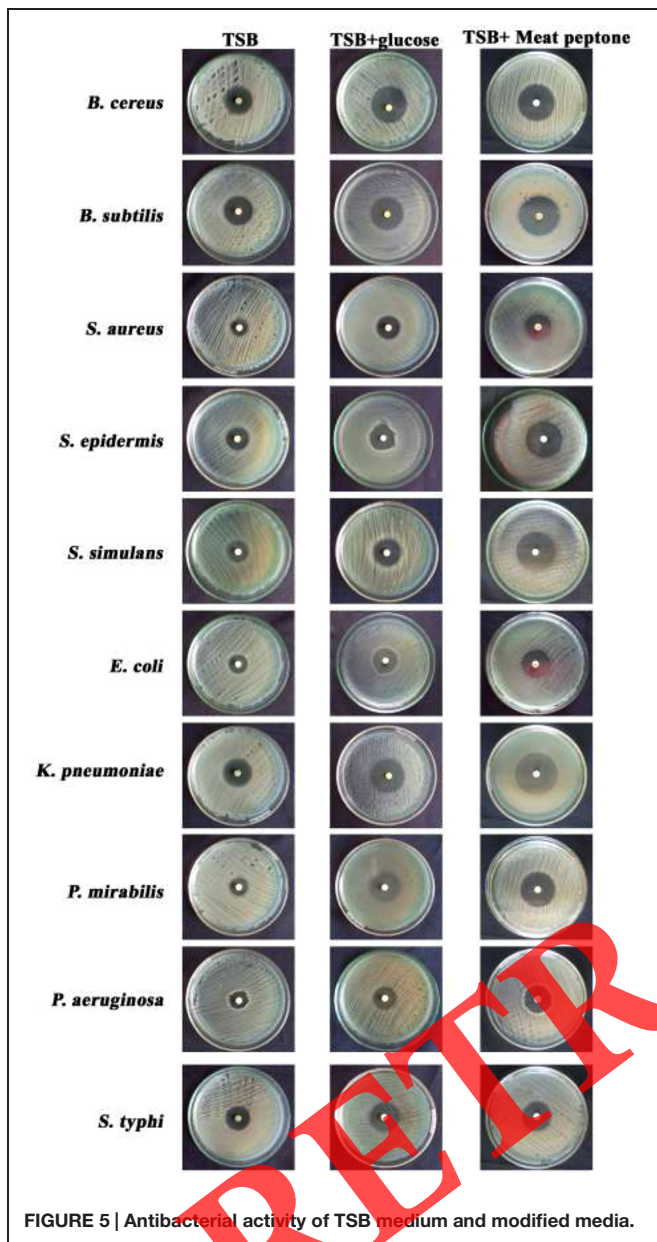 TSB TSB+glucose TSB+ Meat peptone
B. cereus
B. subtilis
S. aureus
S. epidermis
S. simulans
E. coli
K. pneumoniae
P. mirabilis
P. aeruginosa
S. typhi
RETR
FIGURE 5 | Antibacterial activity of TSB medium and modified media.